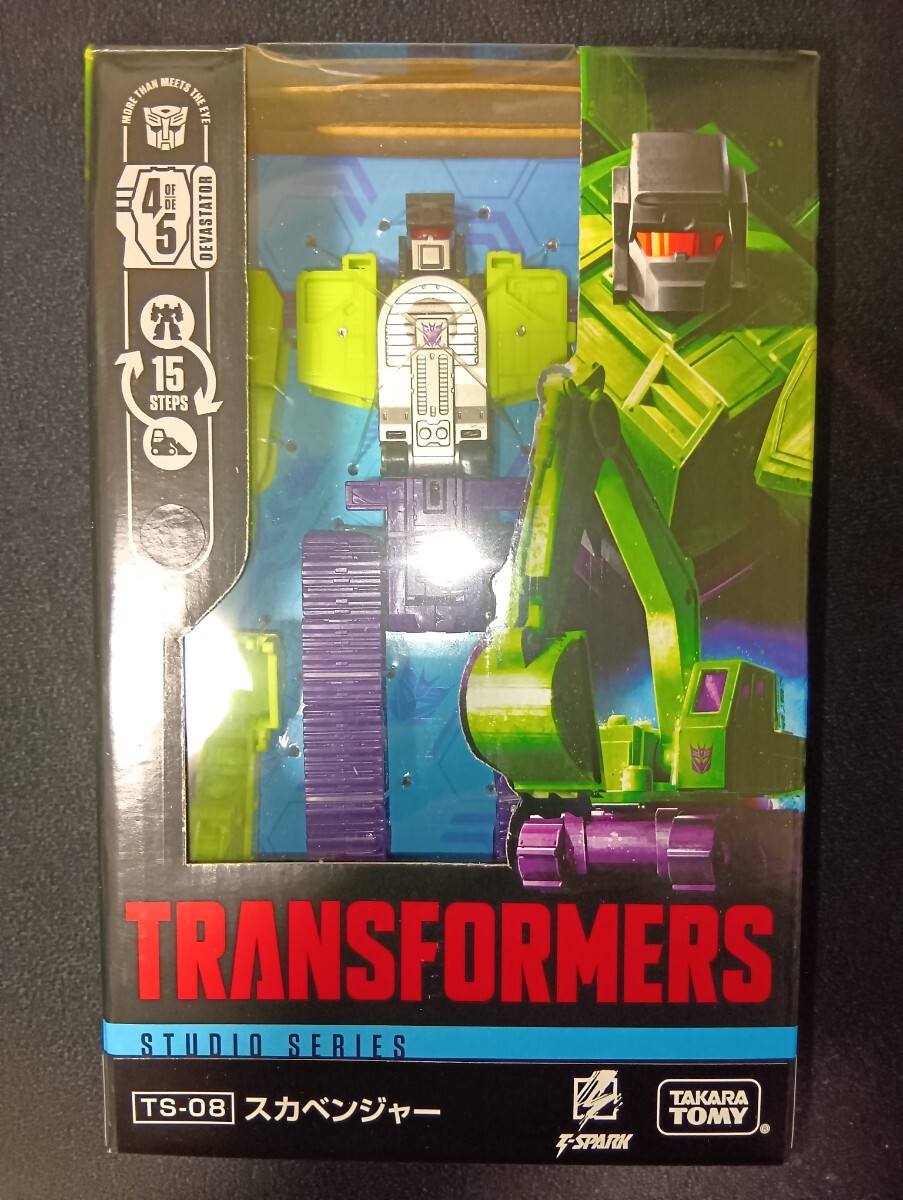 MORE THAN MEETS THE EYE
4 OF/DE 5
DEVASTATOR
15
STEPS
TRANSFORMERS
STUDIO SERIES
TS-08 スカベンジャー
T-SPARK
TAKARA
TOMY
®